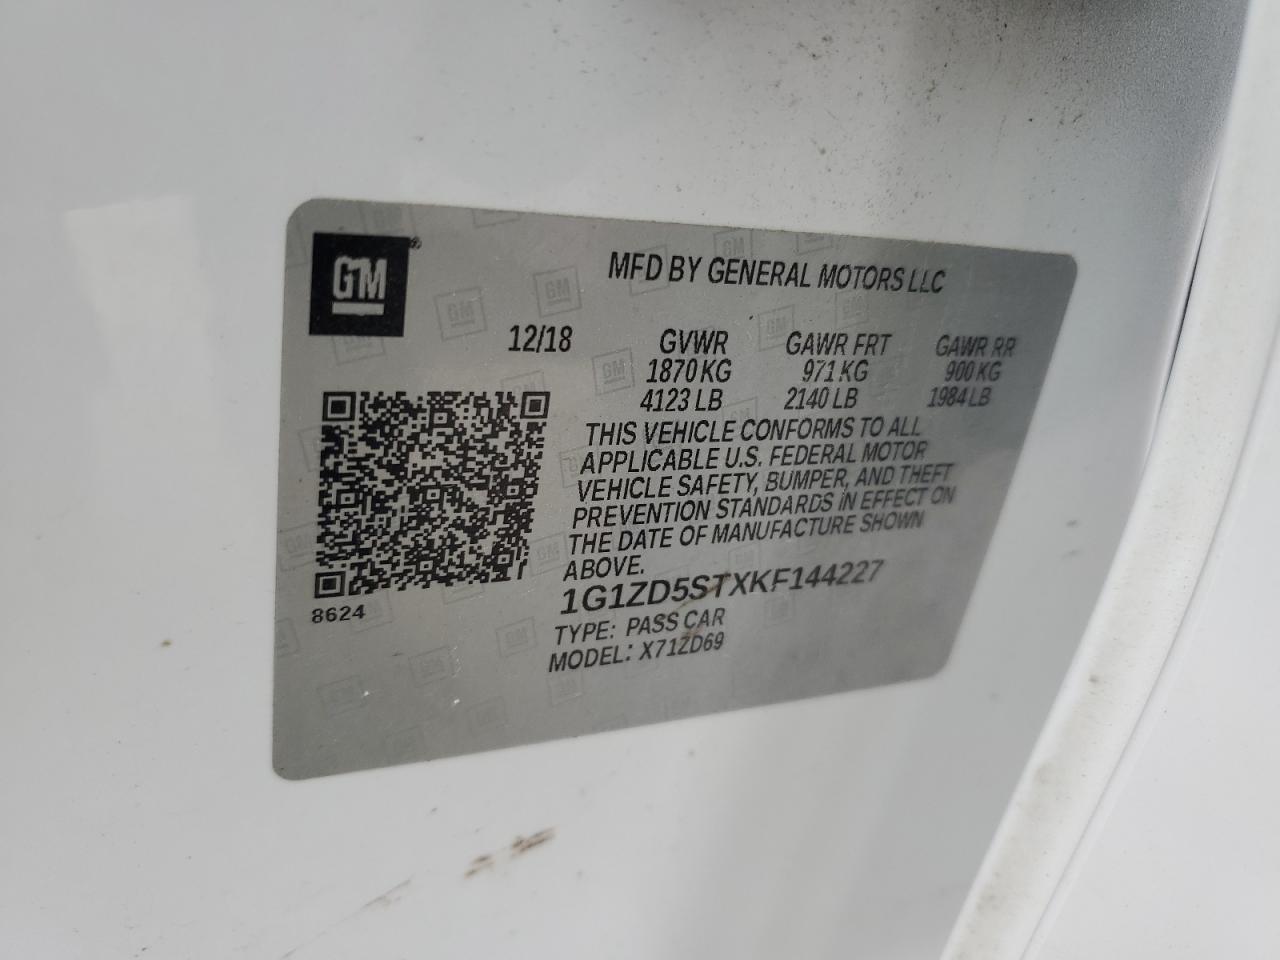 GM®
MFD BY GENERAL MOTORS LLC
12/18 GVWR GAWR FRT GAWR RR
1870 KG 971 KG 900 KG
4123 LB 2140 LB 1984 LB
THIS VEHICLE CONFORMS TO ALL
APPLICABLE U.S. FEDERAL MOTOR
VEHICLE SAFETY, BUMPER, AND THEFT
PREVENTION STANDARDS IN EFFECT ON
THE DATE OF MANUFACTURE SHOWN
ABOVE.
1G1ZD5STXKF144227
TYPE: PASS CAR
MODEL: X71ZD69
8624